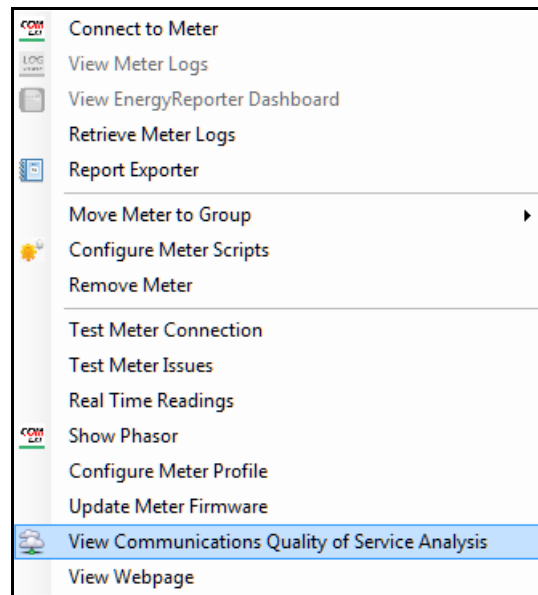 Connect to Meter
View Meter Logs
View EnergyReporter Dashboard
Retrieve Meter Logs
Report Exporter
Move Meter to Group
Configure Meter Scripts
Remove Meter
Test Meter Connection
Test Meter Issues
Real Time Readings
Show Phasor
Configure Meter Profile
Update Meter Firmware
View Communications Quality of Service Analysis
View Webpage